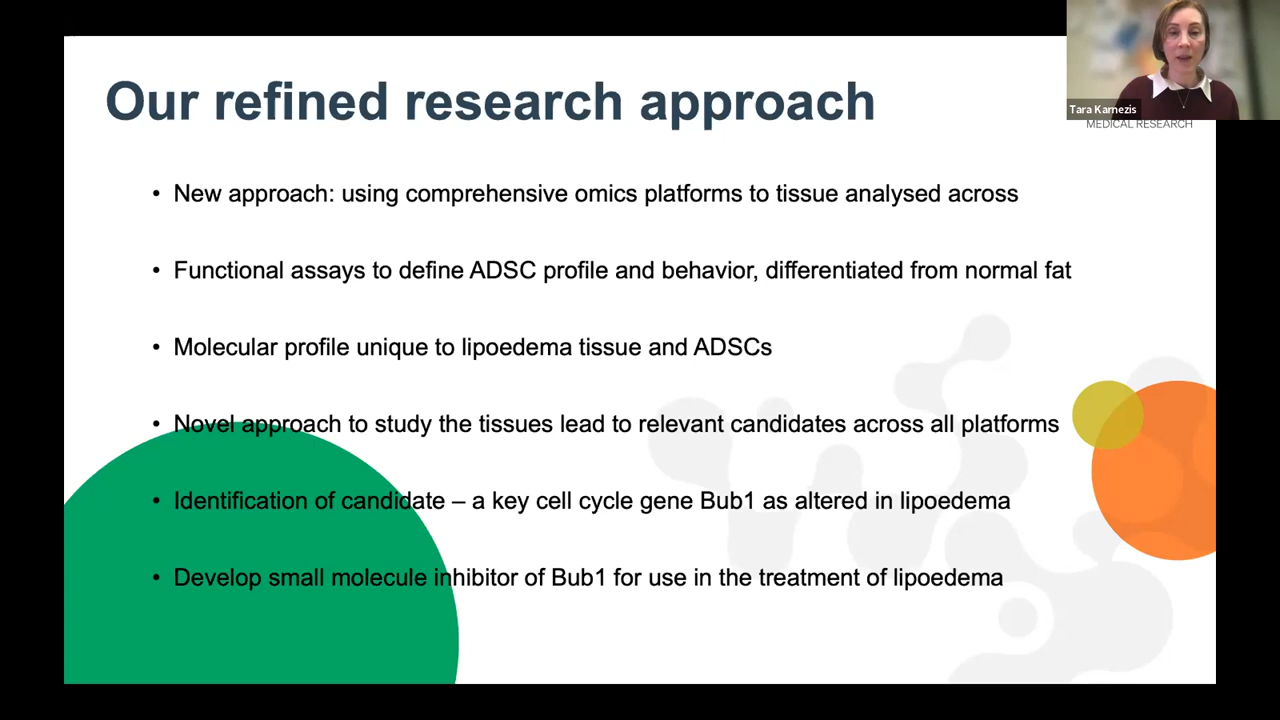 Our refined research approach
Tara Karnezis
MEDICAL RESEARCH
• New approach: using comprehensive omics platforms to tissue analysed across
• Functional assays to define ADSC profile and behavior, differentiated from normal fat
• Molecular profile unique to lipoedema tissue and ADSCs
• Novel approach to study the tissues lead to relevant candidates across all platforms
• Identification of candidate – a key cell cycle gene Bub1 as altered in lipoedema
• Develop small molecule inhibitor of Bub1 for use in the treatment of lipoedema